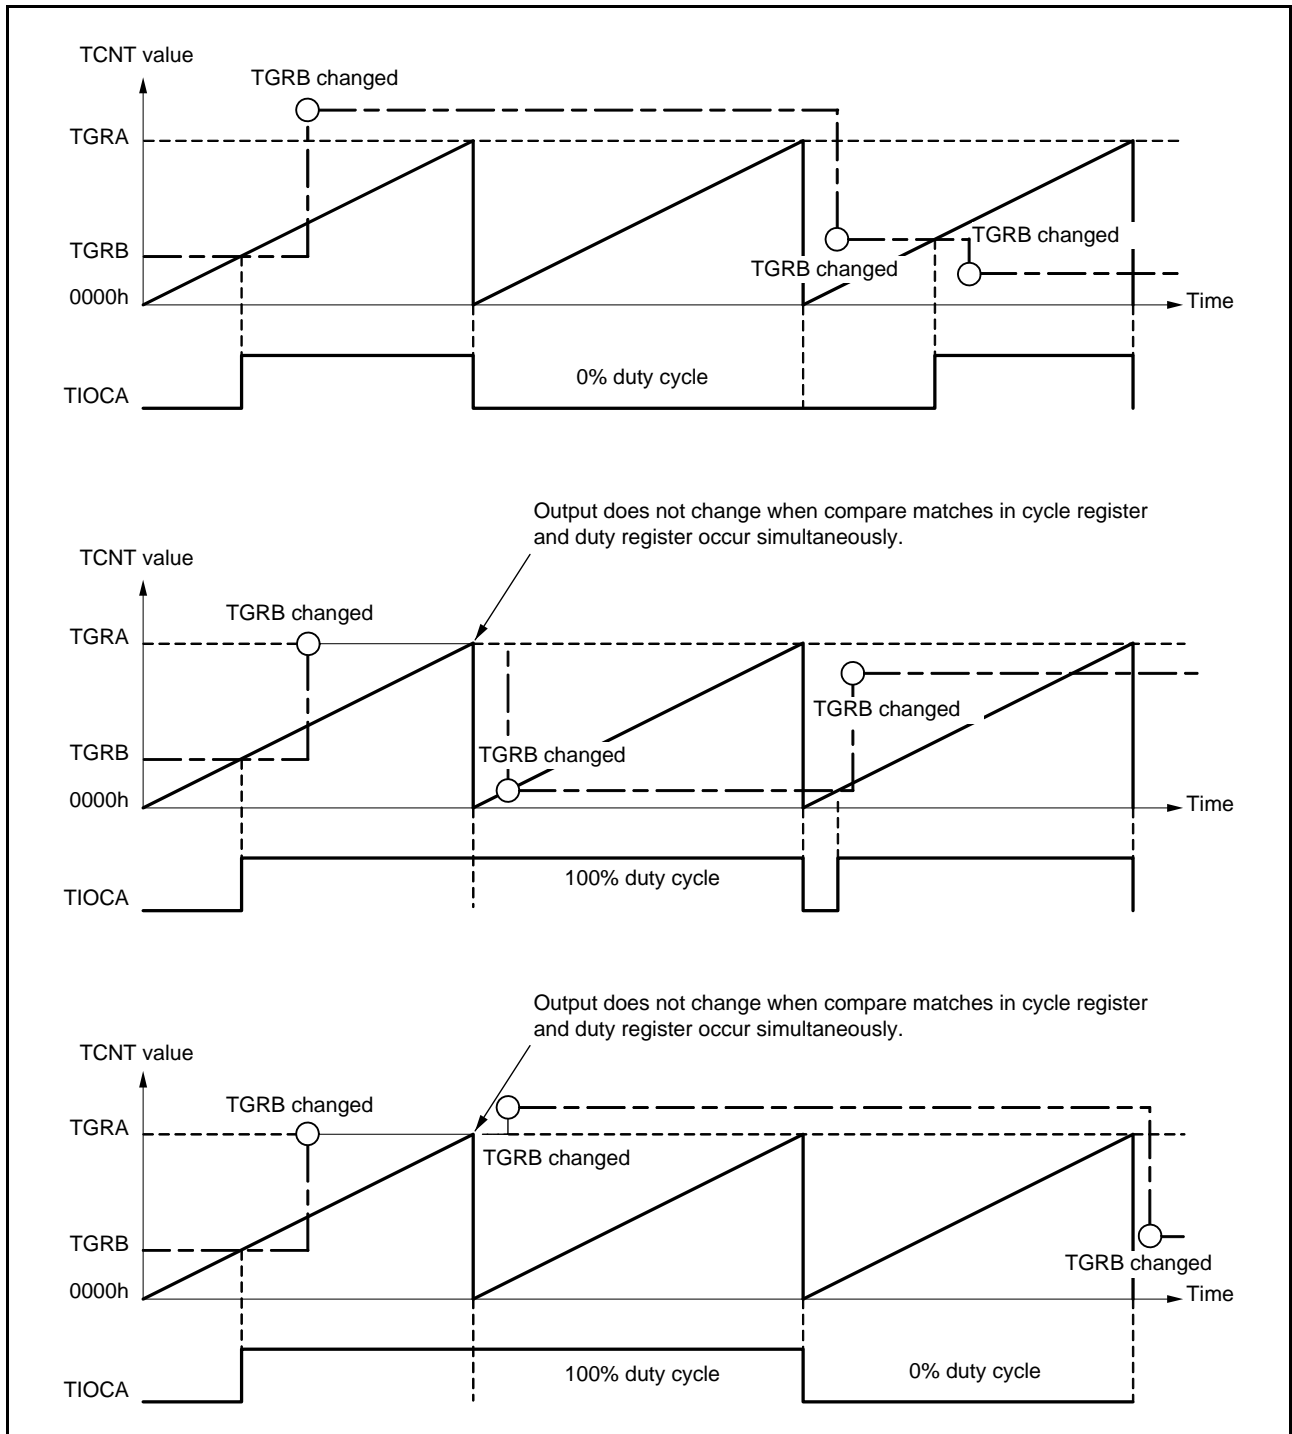 TCNT value
TGRB changed
TGRA
TGRB
TGRB changed
TGRB changed
0000h
Time
0% duty cycle
TIOCA
Output does not change when compare matches in cycle register
and duty register occur simultaneously.
TCNT value
TGRB changed
TGRA
TGRB changed
TGRB
TGRB changed
0000h
Time
100% duty cycle
TIOCA
Output does not change when compare matches in cycle register
and duty register occur simultaneously.
TCNT value
TGRB changed
TGRA
TGRB changed
TGRB
TGRB changed
0000h
Time
100% duty cycle
0% duty cycle
TIOCA